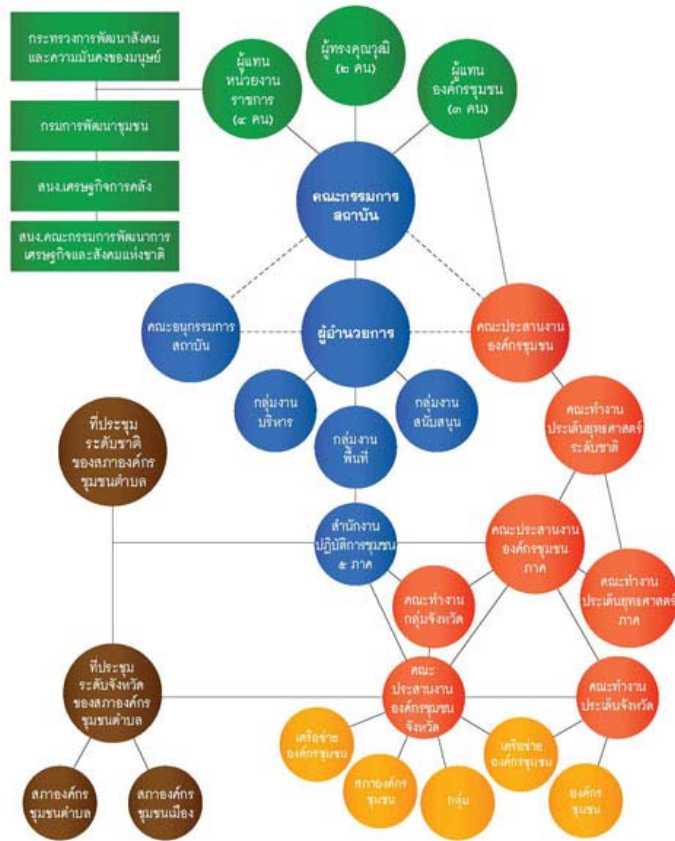 กระทรวงการพัฒนาสังคม
และความมั่นคงของมนุษย์
กรมการพัฒนาชุมชน
สนง.เศรษฐกิจการคลัง
สนง.คณะกรรมการพัฒนาการ
เศรษฐกิจและสังคมแห่งชาติ
ผู้แทน
หน่วยงาน
ราชการ
(๔ คน)
ผู้ทรงคุณวุฒิ
(๒ คน)
ผู้แทน
องค์กรชุมชน
(๓ คน)
คณะกรรมการ
สถาบัน
คณะอนุกรรมการ
สถาบัน
ผู้อำนวยการ
คณะประสานงาน
องค์กรชุมชน
กลุ่มงาน
บริหาร
กลุ่มงาน
พื้นที่
กลุ่มงาน
สนับสนุน
ที่ประชุม
ระดับชาติ
ของสภาองค์กร
ชุมชนตำบล
คณะทำงาน
ประเด็นยุทธศาสตร์
ระดับชาติ
สำนักงาน
ปฏิบัติการชุมชน
๕ ภาค
คณะประสานงาน
องค์กรชุมชน
ภาค
คณะทำงาน
กลุ่มจังหวัด
คณะทำงาน
ประเด็นยุทธศาสตร์
ภาค
ที่ประชุม
ระดับจังหวัด
ของสภาองค์กร
ชุมชนตำบล
คณะ
ประสานงาน
องค์กรชุมชน
จังหวัด
คณะทำงาน
ประเด็นจังหวัด
สภาองค์กร
ชุมชนตำบล
สภาองค์กร
ชุมชนเมือง
เครือข่าย
องค์กรชุมชน
สภาองค์กร
ชุมชน
กลุ่ม
เครือข่าย
องค์กรชุมชน
องค์กร
ชุมชน